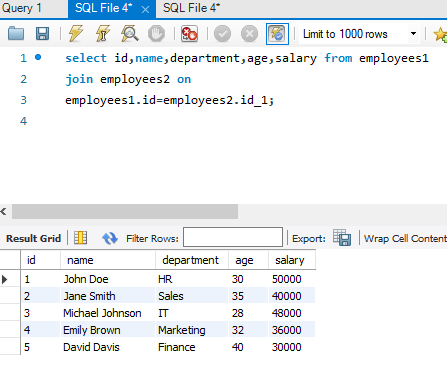 Query 1 SQL File 4* × SQL File 4*
Limit to 1000 rows
1 select id,name,department,age,salary from employees1
2 join employees2 on
3 employees1.id=employees2.id_1;
4
Result Grid Filter Rows: Export: Wrap Cell Content
id name department age salary
1 John Doe HR 30 50000
2 Jane Smith Sales 35 40000
3 Michael Johnson IT 28 48000
4 Emily Brown Marketing 32 36000
5 David Davis Finance 40 30000